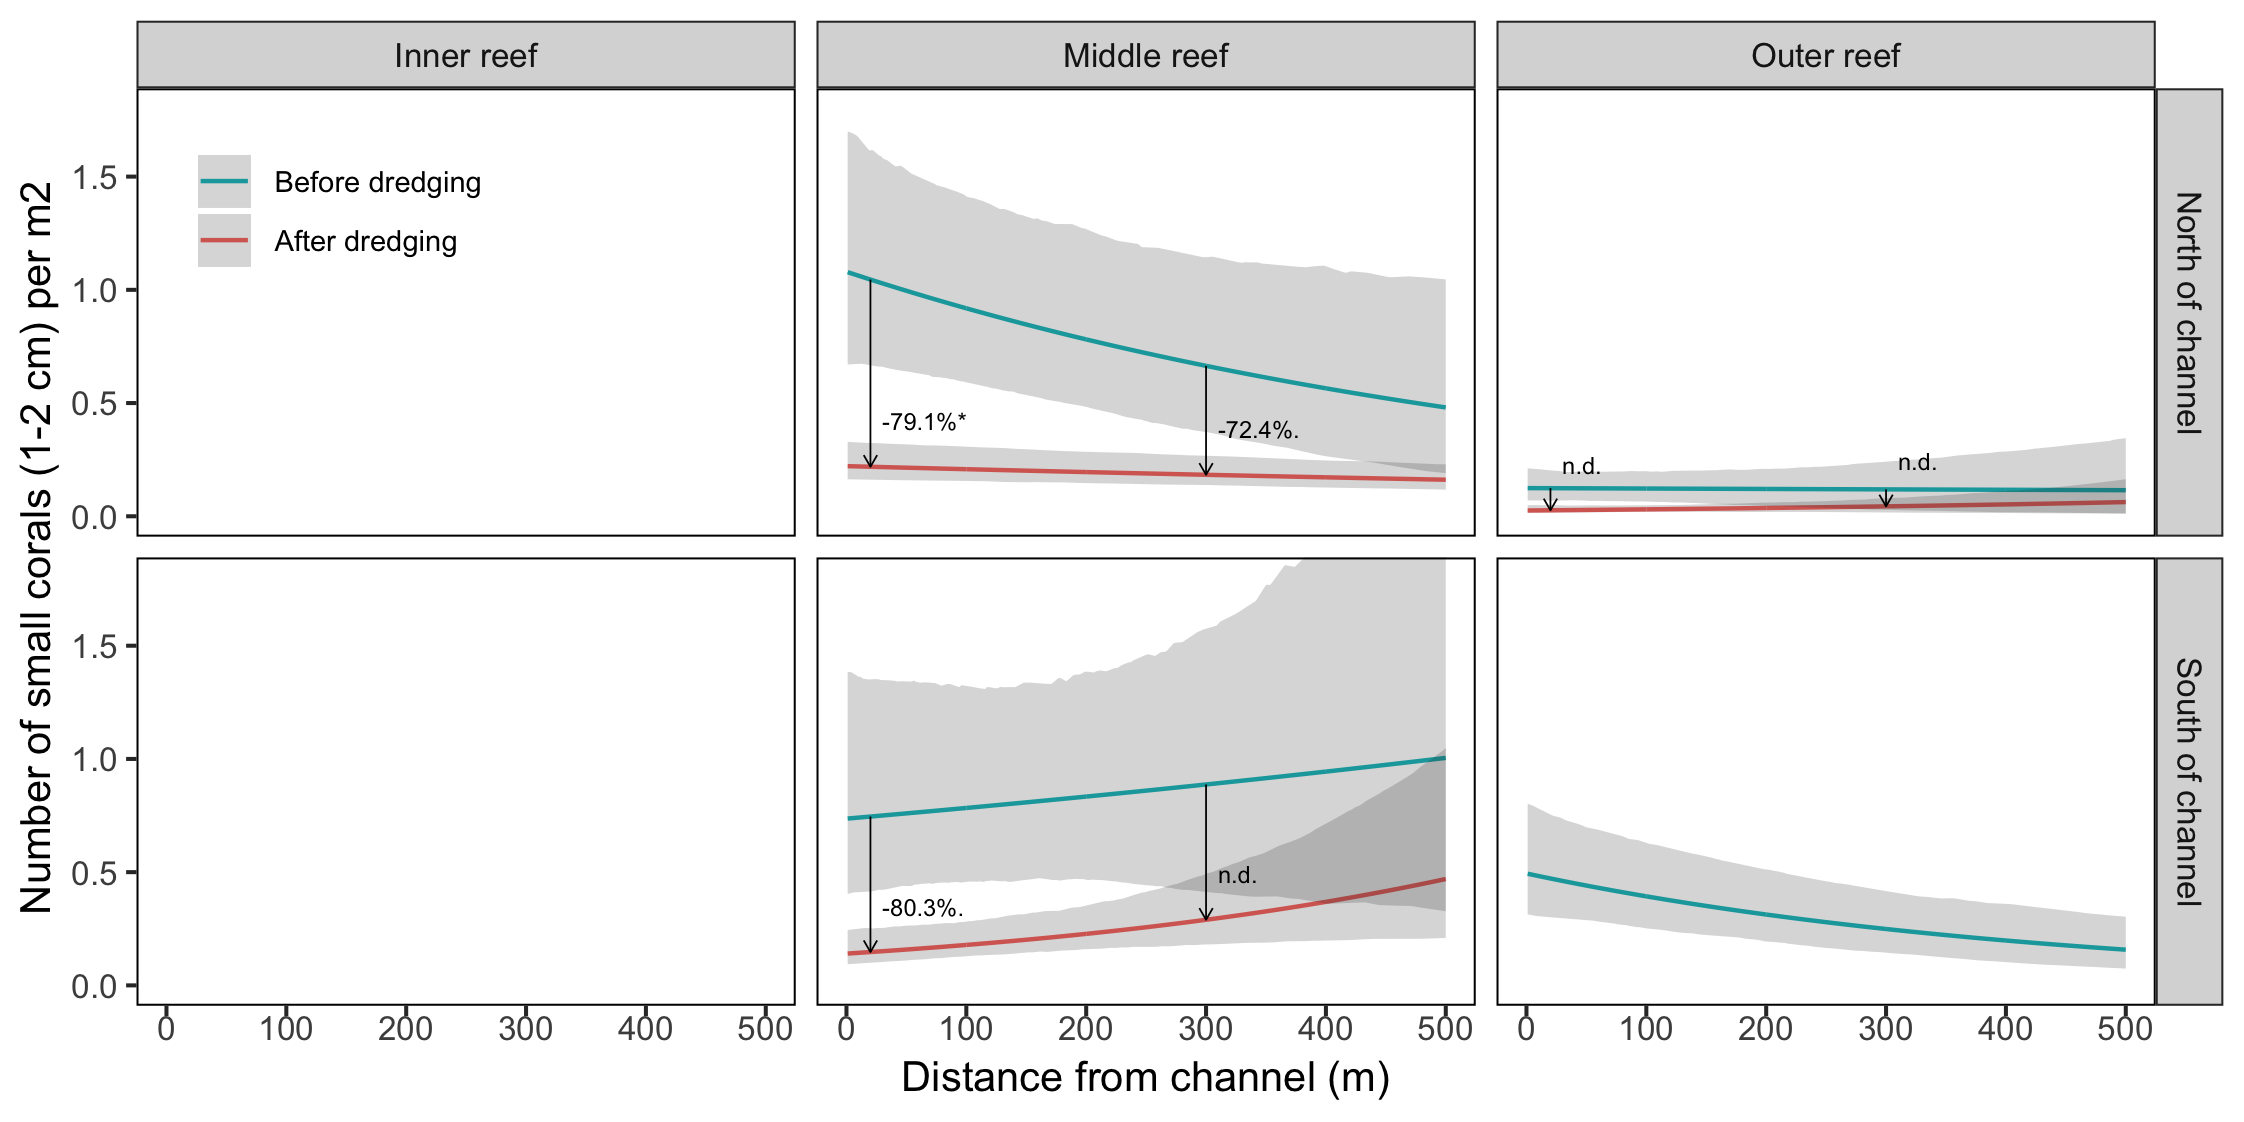 Inner reef
Middle reef
Outer reef
Number of small corals (1-2 cm) per m2
1.5
1.0
0.5
0.0
Before dredging
After dredging
-79.1%*
-72.4%.
n.d.
n.d.
North of channel
1.5
1.0
0.5
0.0
-80.3%.
n.d.
South of channel
0 100 200 300 400 500
0 100 200 300 400 500
0 100 200 300 400 500
Distance from channel (m)